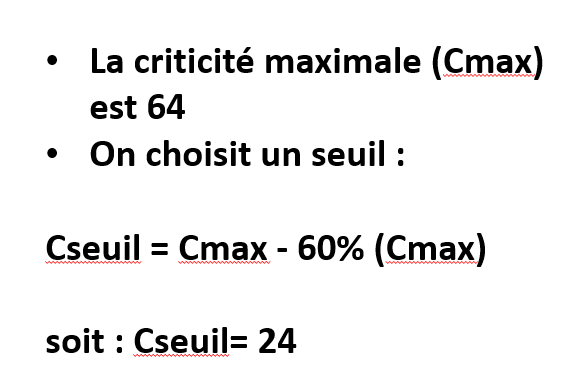 • La criticité maximale (Cmax)
est 64
• On choisit un seuil :
Cseuil = Cmax - 60% (Cmax)
soit : Cseuil= 24